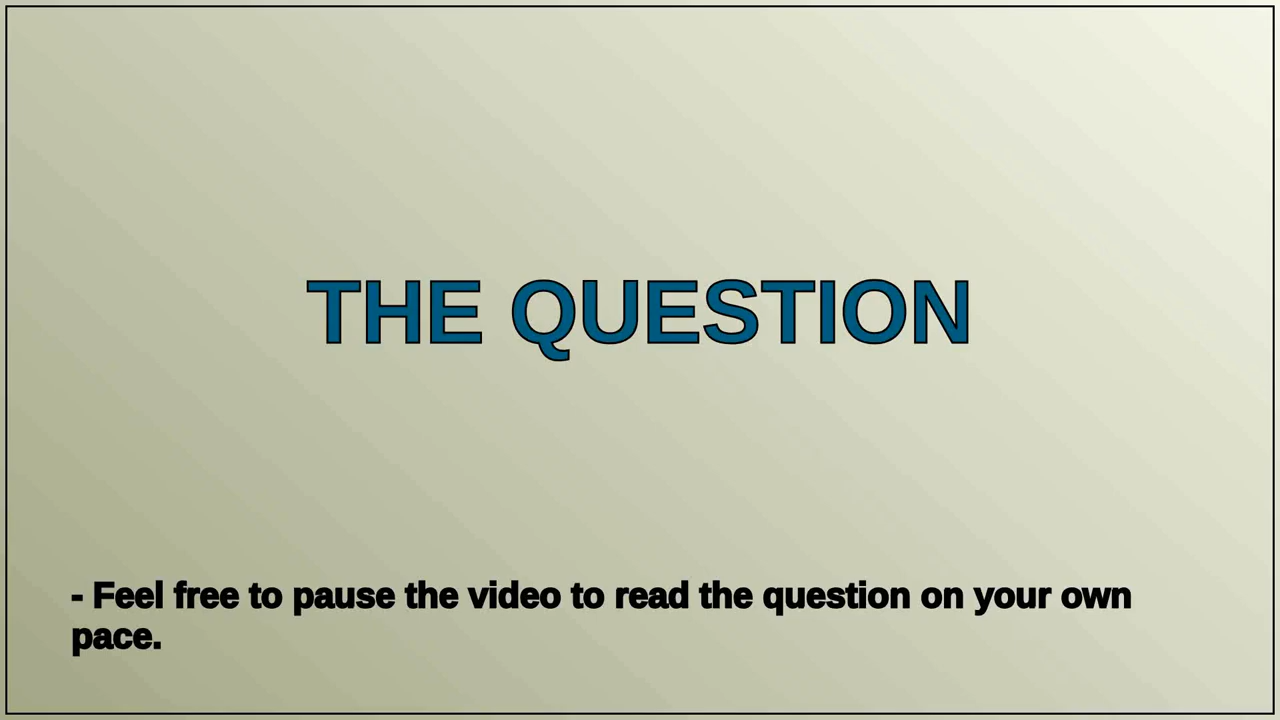 THE QUESTION
- Feel free to pause the video to read the question on your own
pace.